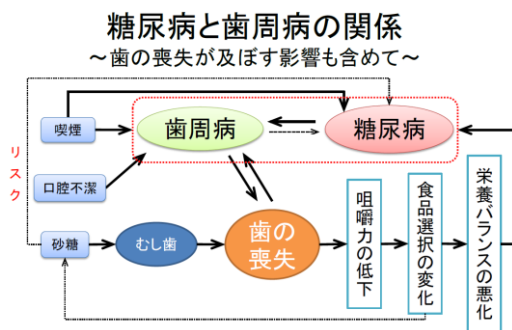 糖尿病と歯周病の関係
～歯の喪失が及ぼす影響も含めて～
リスク
喫煙
歯周病
糖尿病
口腔不潔
砂糖
むし歯
歯の
喪失
咀嚼力の低下
食品選択の変化
栄養バランスの悪化